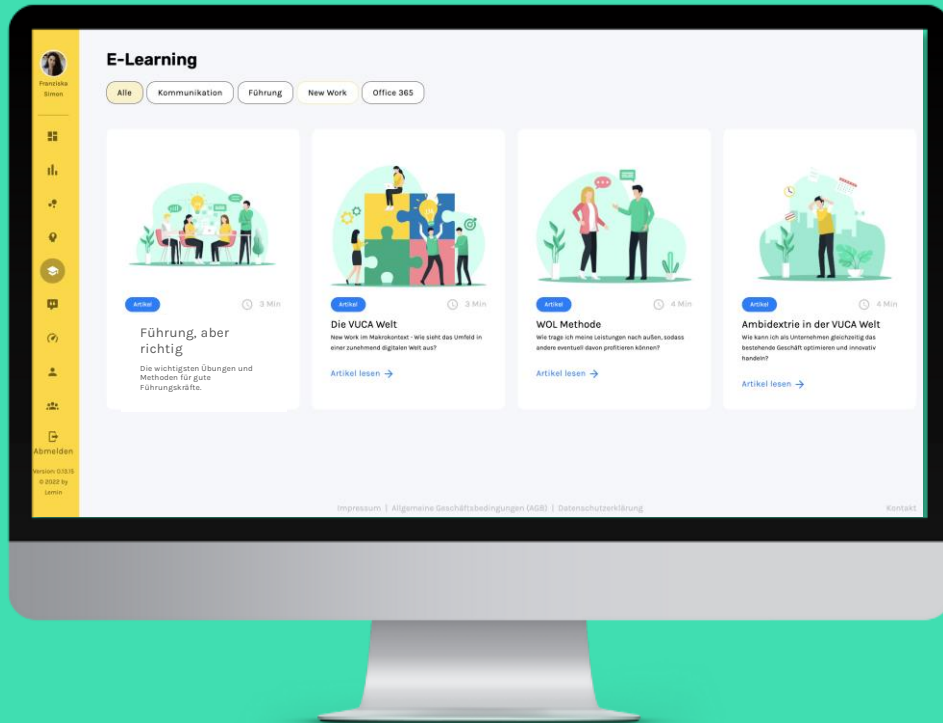 Franziska
Simon
Abmelden
Version: 0.13.15
© 2022 by
Lemin
E-Learning
Alle
Kommunikation
Führung
New Work
Office 365
Artikel
3 Min
Führung, aber
richtig
Die wichtigsten Übungen und
Methoden für gute
Führungskräfte.
Artikel
3 Min
Die VUCA Welt
New Work im Makrokontext - Wie sieht das Umfeld in
einer zunehmend digitalen Welt aus?
Artikel lesen →
Artikel
4 Min
WOL Methode
Wie trage ich meine Leistungen nach außen, sodass
andere eventuell davon profitieren können?
Artikel lesen →
Artikel
4 Min
Ambidextrie in der VUCA Welt
Wie kann ich als Unternehmen gleichzeitig das
bestehende Geschäft optimieren und innovativ
handeln?
Artikel lesen →
Impressum | Allgemeine Geschäftsbedingungen (AGB) | Datenschutzerklärung
Kontakt